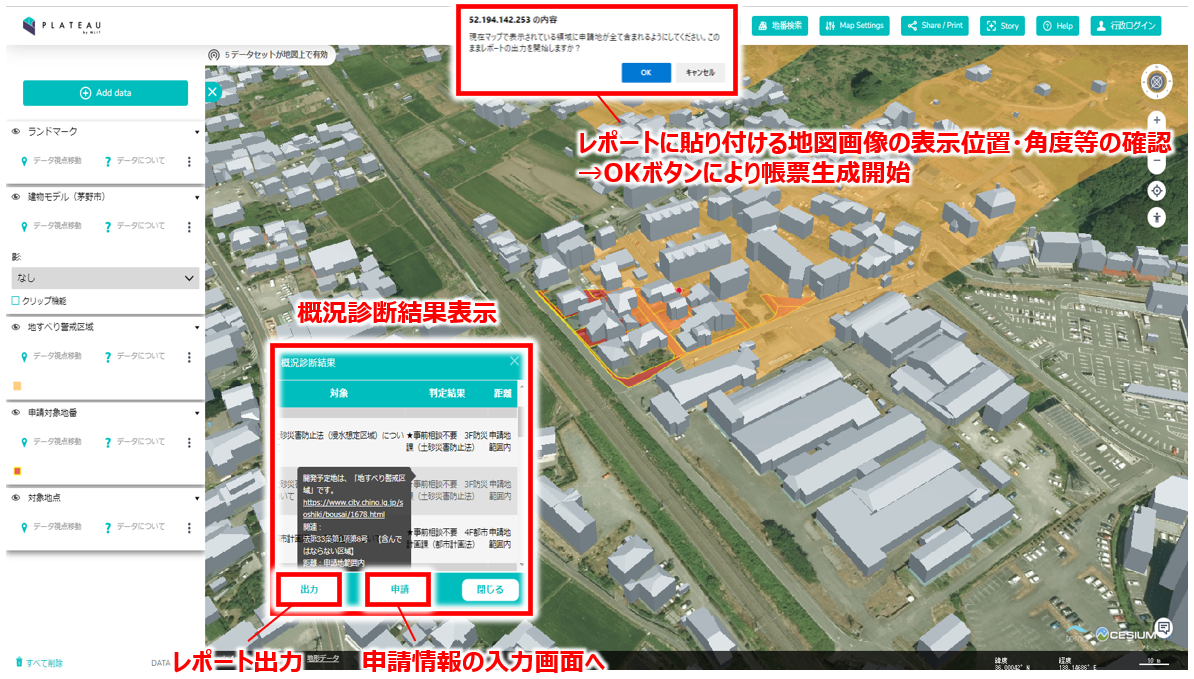 PLATEAU
by MLIT
52.194.142.253 の内容
現在マップで表示されている領域に申請地が全て含まれるようにしてください。この
ままレポートの出力を開始しますか？
OK
キャンセル
地番検索
Map Settings
Share / Print
Story
Help
行政ログイン
5 データセットが地図上で有効
Add data
レポートに貼り付ける地図画像の表示位置・角度等の確認
→OKボタンにより帳票生成開始
ランドマーク
データ視点移動
データについて
建物モデル（茅野市）
データ視点移動
データについて
影:
なし
クリップ機能
地すべり警戒区域
データ視点移動
データについて
申請対象地番
データ視点移動
データについて
対象地点
データ視点移動
データについて
概況診断結果表示
概況診断結果
対象
判定結果
距離
砂災害防止法（浸水想定区域）につい
★事前相談不要 3F防災
課（土砂災害防止法）
申請地
範囲内
事前相談不要 3F防災
（土砂災害防止法）
申請地
範囲内
★事前相談不要 4F都市
計画課（都市計画法）
申請地
範囲内
開発予定地は、「地すべり警戒区
域」です。
https://www.city.chino.lg.jp/s
oshiki/bousai/1678.html
関連：
法第33条第1項第8号 【含んで
はならない区域】
距離：申請地範囲内
出力
申請
閉じる
レポート出力
申請情報の入力画面へ
すべて削除
DATA
地形データ
CESIUM
緯度
36.00042° N
経度
138.14686° E
10 m